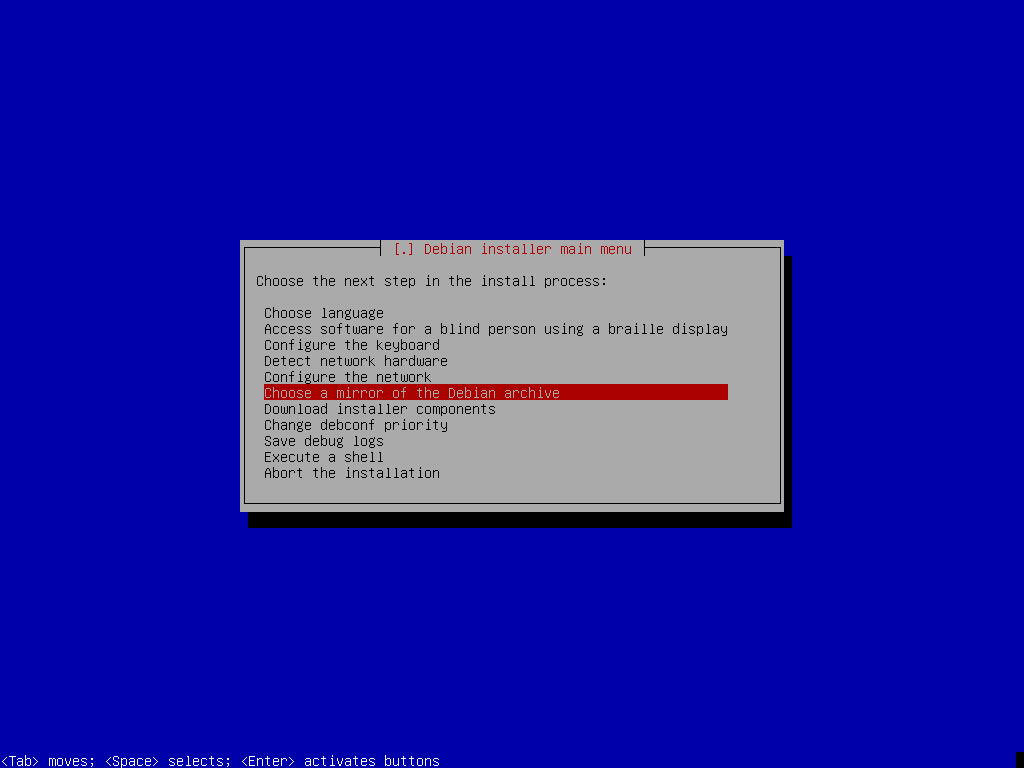 [.] Debian installer main menu
Choose the next step in the install process:
Choose language
Access software for a blind person using a braille display
Configure the keyboard
Detect network hardware
Configure the network
Choose a mirror of the Debian archive
Download installer components
Change debconf priority
Save debug logs
Execute a shell
Abort the installation
<Tab> moves; <Space> selects; <Enter> activates buttons